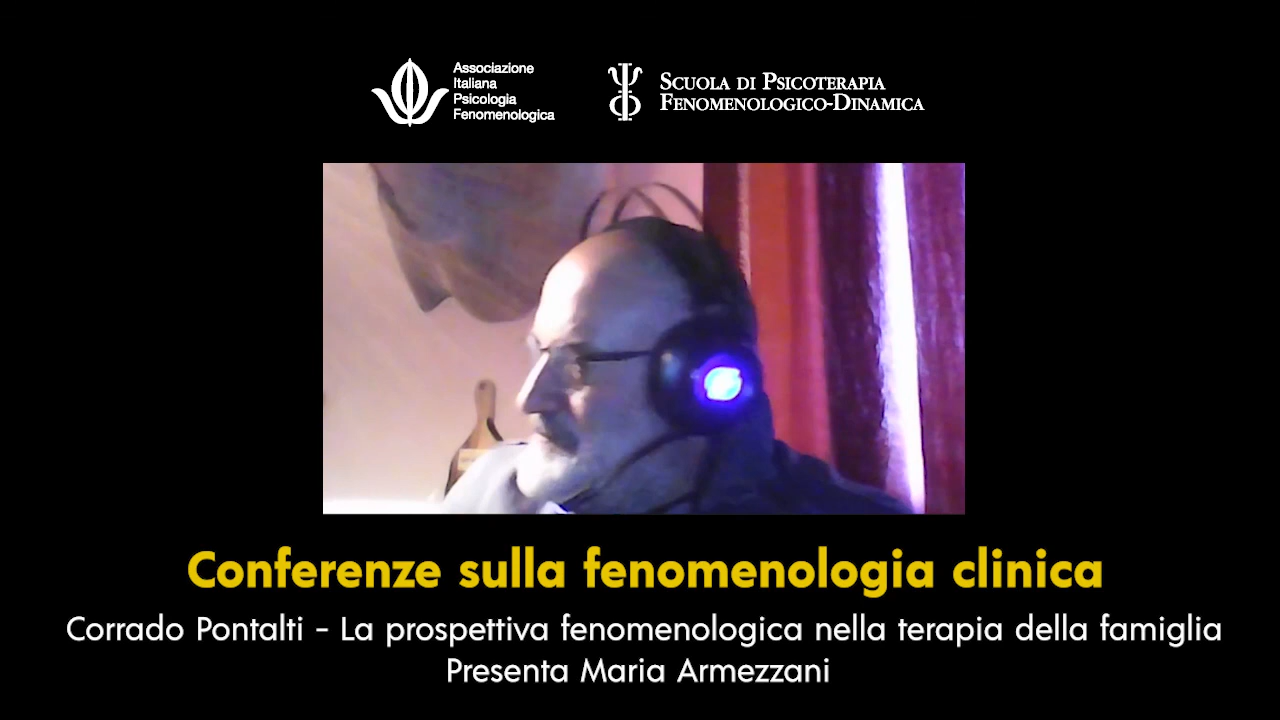 Associazione
Italiana
Psicologia
Fenomenologica
Scuola di Psicoterapia
Fenomenologico-Dinamica
Conferenze sulla fenomenologia clinica
Corrado Pontalti - La prospettiva fenomenologica nella terapia della famiglia
Presenta Maria Armezzani